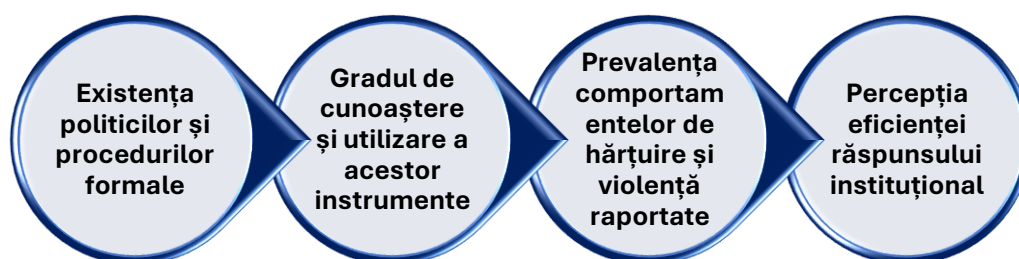 Existența
politicilor și
procedurilor
formale
Gradul de
cunoaștere
și utilizare a
acestor
instrumente
Prevalența
comportam
entelor de
hărțuire și
violență
raportate
Percepția
eficienței
răspunsului
instituțional